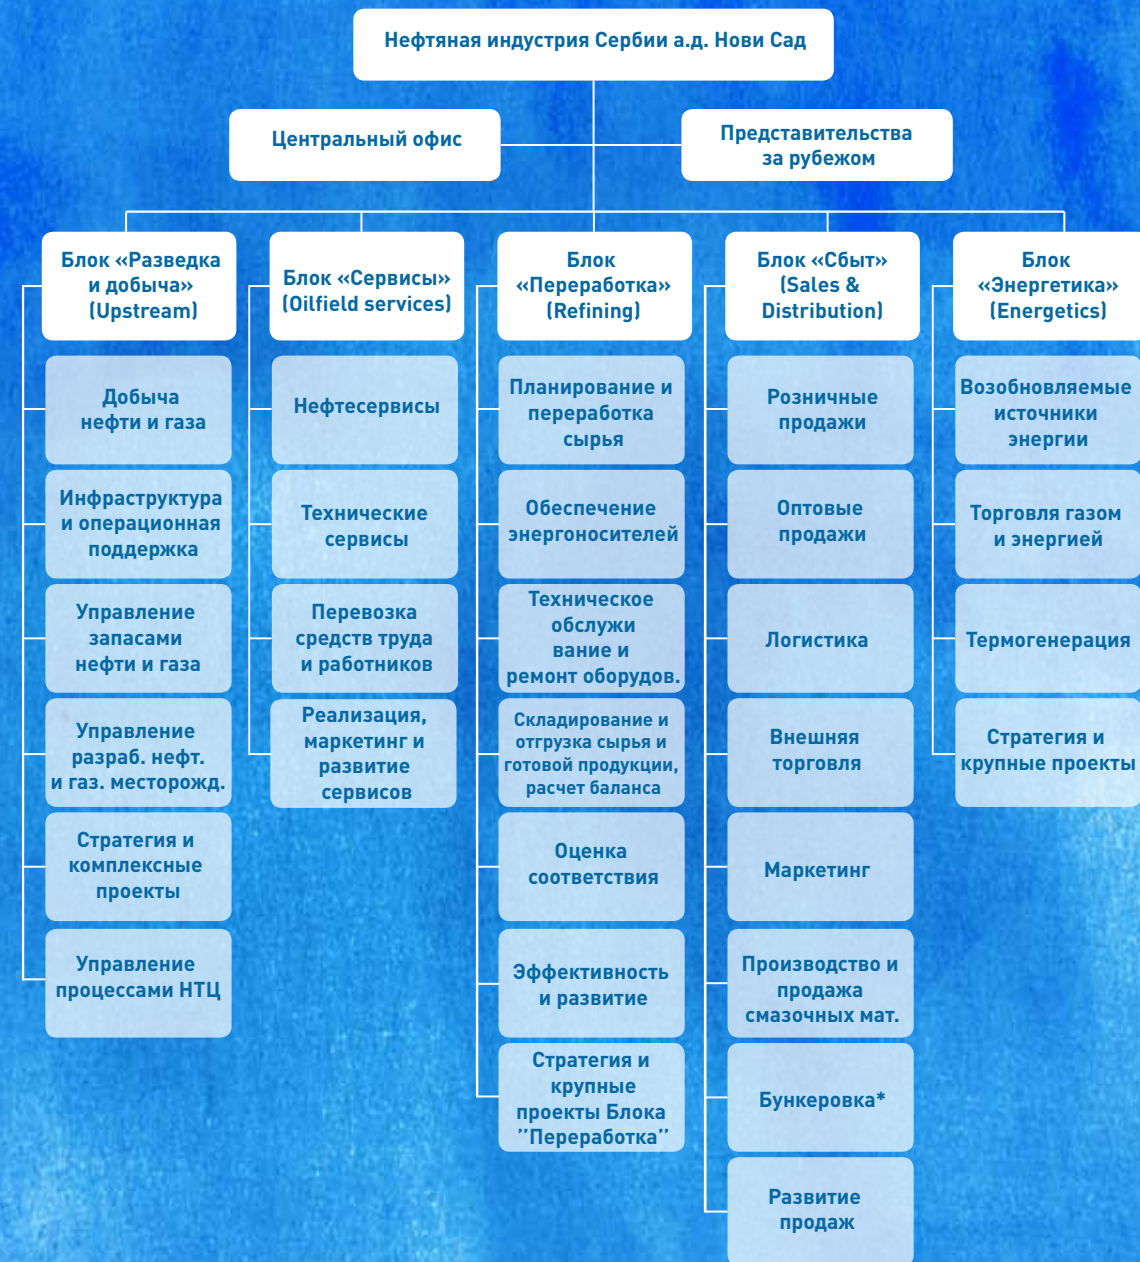 Нефтяная индустрия Сербии а.д. Нови Сад
Центральный офис
Представительства
за рубежом
Блок «Разведка
и добыча»
(Upstream)
Добыча
нефти и газа
Инфраструктура
и операционная
поддержка
Управление
запасами
нефти и газа
Управление
разраб. нефт.
и газ. месторожд.
Стратегия и
комплексные
проекты
Управление
процессами НТЦ
Блок «Сервисы»
(Oilfield services)
Нефтесервисы
Технические
сервисы
Перевозка
средств труда
и работников
Реализация,
маркетинг и
развитие
сервисов
Блок
«Переработка»
(Refining)
Планирование и
переработка
сырья
Обеспечение
энергоносителей
Техническое
обслужи
вание и
ремонт оборудов.
Складирование и
отгрузка сырья и
готовой продукции,
расчет баланса
Оценка
соответствия
Эффективность
и развитие
Стратегия и
крупные
проекты Блока
’’Переработка’’
Блок «Сбыт»
(Sales &
Distribution)
Розничные
продажи
Оптовые
продажи
Логистика
Внешняя
торговля
Маркетинг
Производство и
продажа
смазочных мат.
Бункеровка*
Развитие
продаж
Блок
«Энергетика»
(Energetics)
Возобновляемые
источники
энергии
Торговля газом
и энергией
Термогенерация
Стратегия и
крупные проекты